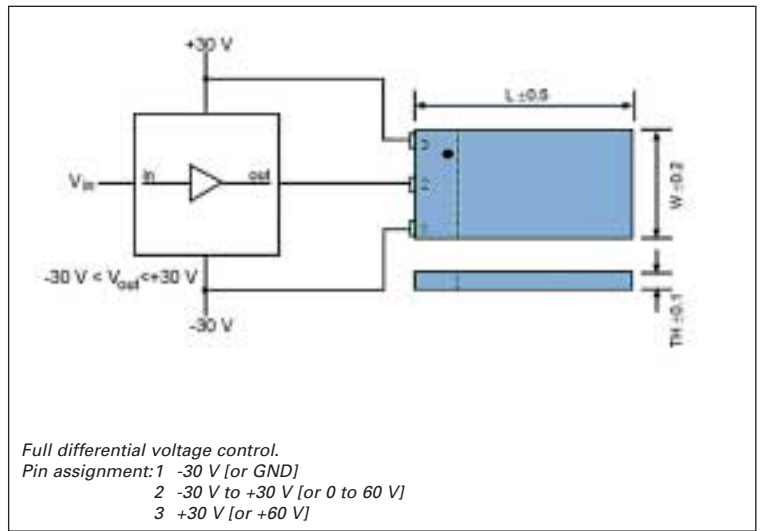 +30 V
L ±0.5
3
in
out
Vin
2
W ±0.2
1
-30 V < Vout<+30 V
-30 V
TH ±0.1
Full differential voltage control.
Pin assignment:1 -30 V [or GND]
2 -30 V to +30 V [or 0 to 60 V]
3 +30 V [or +60 V]